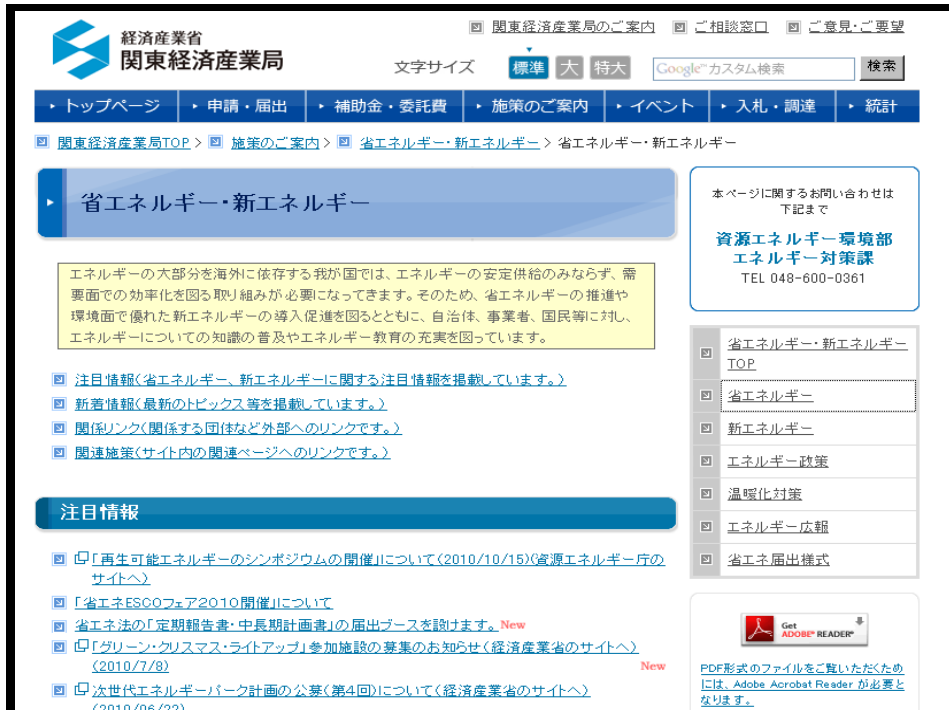 経済産業省
関東経済産業局
関東経済産業局のご案内 ご相談窓口 ご意見・ご要望
文字サイズ 標準 大 特大 Google™カスタム検索 検索
トップページ 申請・届出 補助金・委託費 施策のご案内 イベント 入札・調達 統計
関東経済産業局TOP > 施策のご案内 > 省エネルギー・新エネルギー > 省エネルギー・新エネルギー
省エネルギー・新エネルギー
エネルギーの大部分を海外に依存する我が国では、エネルギーの安定供給のみならず、需
要面での効率化を図る取り組みが必要になってきます。そのため、省エネルギーの推進や
環境面で優れた新エネルギーの導入促進を図るとともに、自治体、事業者、国民等に対し、
エネルギーについての知識の普及やエネルギー教育の充実を図っています。
注目情報(省エネルギー、新エネルギーに関する注目情報を掲載しています。)
新着情報(最新のトピックス等を掲載しています。)
関係リンク(関係する団体など外部へのリンクです。)
関連施策(サイト内の関連ページへのリンクです。)
注目情報
「再生可能エネルギーのシンポジウムの開催」について(2010/10/15)(資源エネルギー庁の
サイトへ)
「省エネESCOフェア2010開催」について
省エネ法の「定期報告書・中長期計画書」の届出ブースを設けます。 New
「グリーン・クリスマス・ライトアップ」参加施設の募集のお知らせ(経済産業省のサイトへ)
(2010/7/8) New
次世代エネルギーパーク計画の公募(第4回)について(経済産業省のサイトへ)
(2010/06/22)
本ページに関するお問い合わせは
下記まで
資源エネルギー環境部
エネルギー対策課
TEL 048-600-0361
省エネルギー・新エネルギー
TOP
省エネルギー
新エネルギー
エネルギー政策
温暖化対策
エネルギー広報
省エネ届出様式
Get
ADOBE® READER®
PDF形式のファイルをご覧いただくため
には、Adobe Acrobat Reader が必要と
なります。